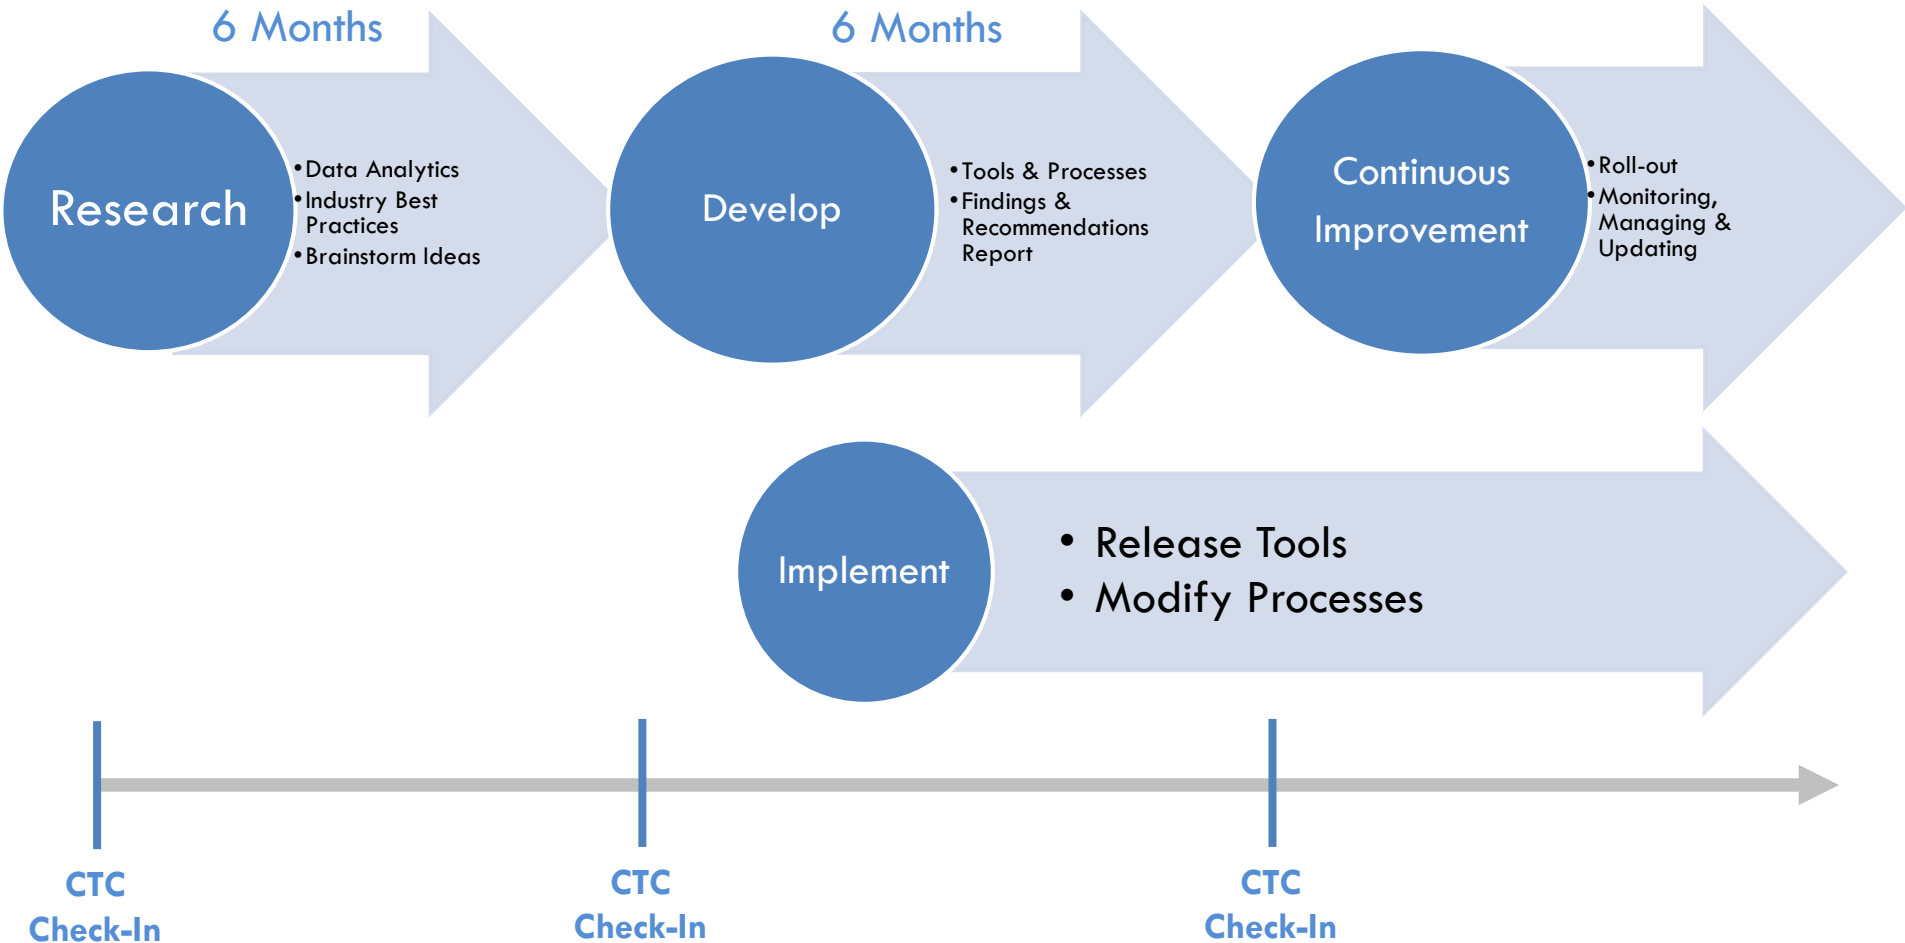 6 Months
6 Months
Research
•Data Analytics
•Industry Best
Practices
•Brainstorm Ideas
Develop
•Tools & Processes
•Findings &
Recommendations
Report
Continuous
Improvement
•Roll-out
•Monitoring,
Managing &
Updating
Implement
• Release Tools
• Modify Processes
CTC
Check-In
CTC
Check-In
CTC
Check-In